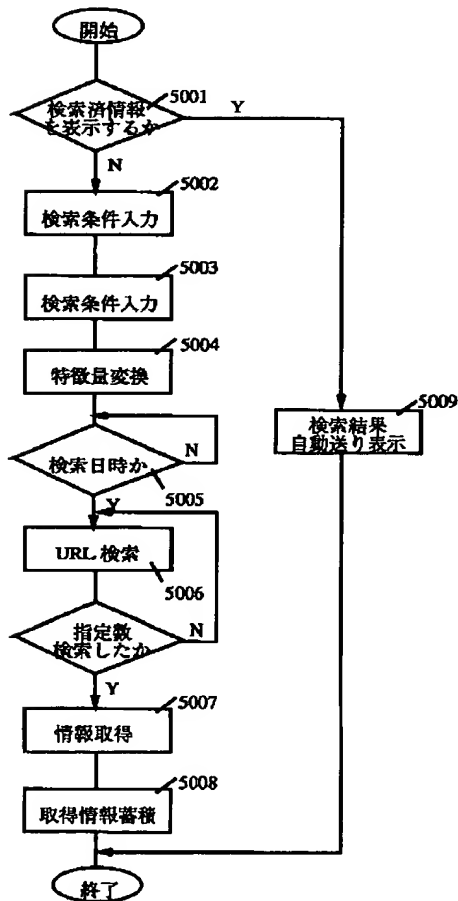 開始
検索済情報
を表示するか
5001
Y
N
5002
検索条件入力
5003
検索条件入力
5004
特徴量変換
N
検索日時か
5005
Y
URL 検索
5006
指定数
検索したか
N
Y
5007
情報取得
5008
取得情報蓄積
5009
検索結果
自動送り表示
終了